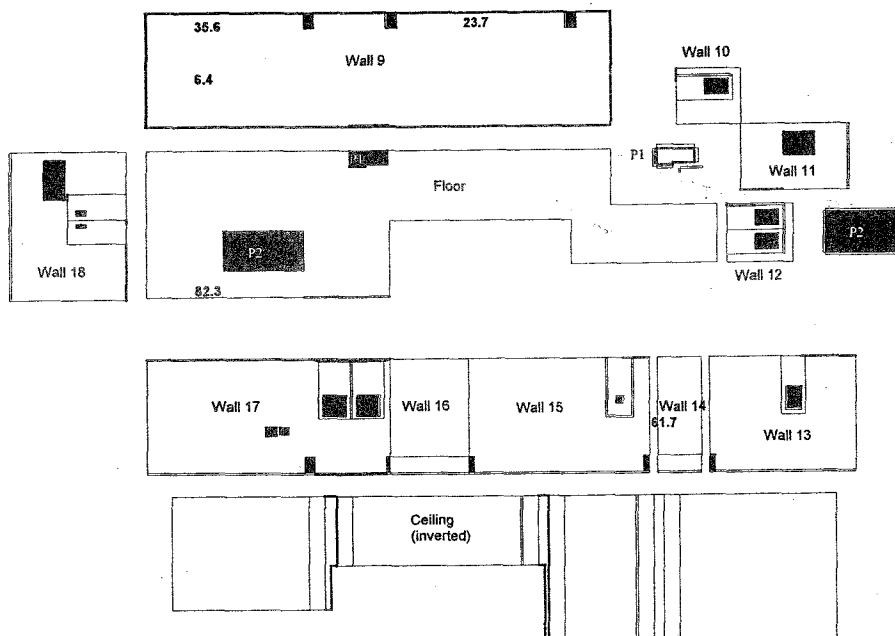 35.6
23.7
Wall 9
6.4
Wall 10
P1
P1
Wall 11
Floor
P2
P2
Wall 18
82.3
Wall 12
Wall 17
Wall 16
Wall 15
Wall 14
61.7
Wall 13
Ceiling
(inverted)